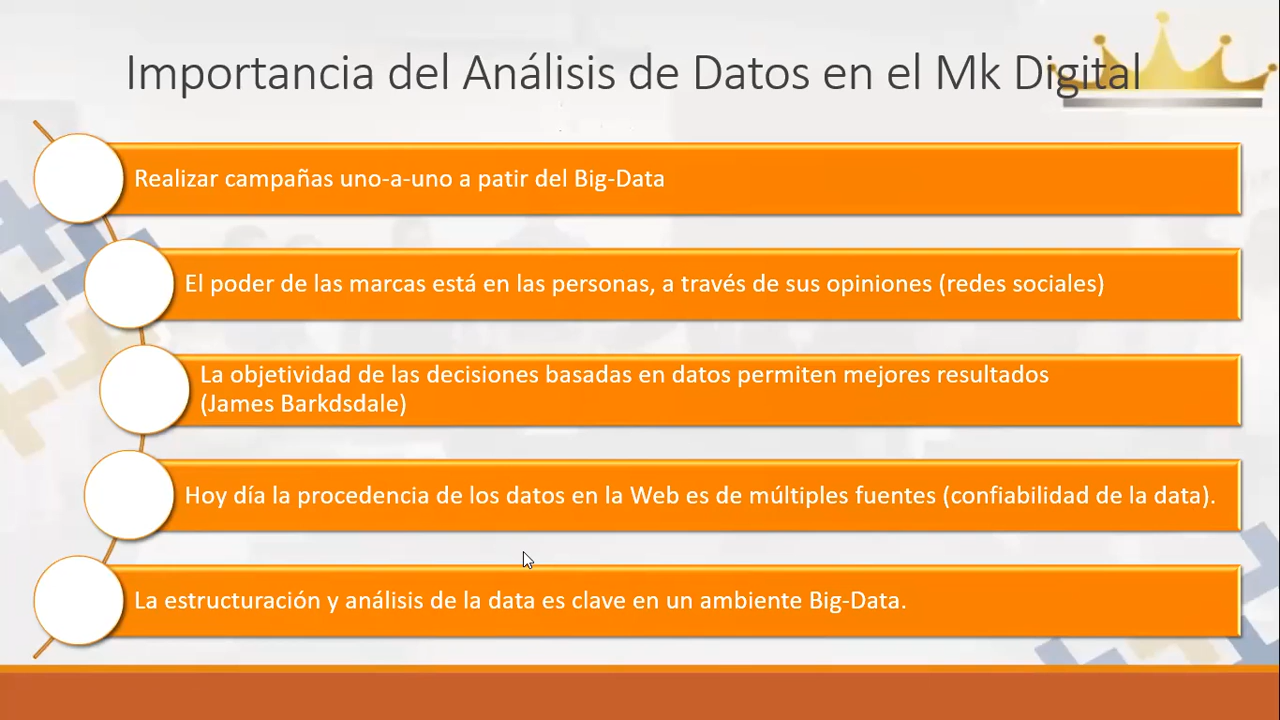 Importancia del Análisis de Datos en el Mk Digital
Realizar campañas uno-a-uno a patir del Big-Data
El poder de las marcas está en las personas, a través de sus opiniones (redes sociales)
La objetividad de las decisiones basadas en datos permiten mejores resultados
(James Barkdsdale)
Hoy día la procedencia de los datos en la Web es de múltiples fuentes (confiabilidad de la data).
La estructuración y análisis de la data es clave en un ambiente Big-Data.